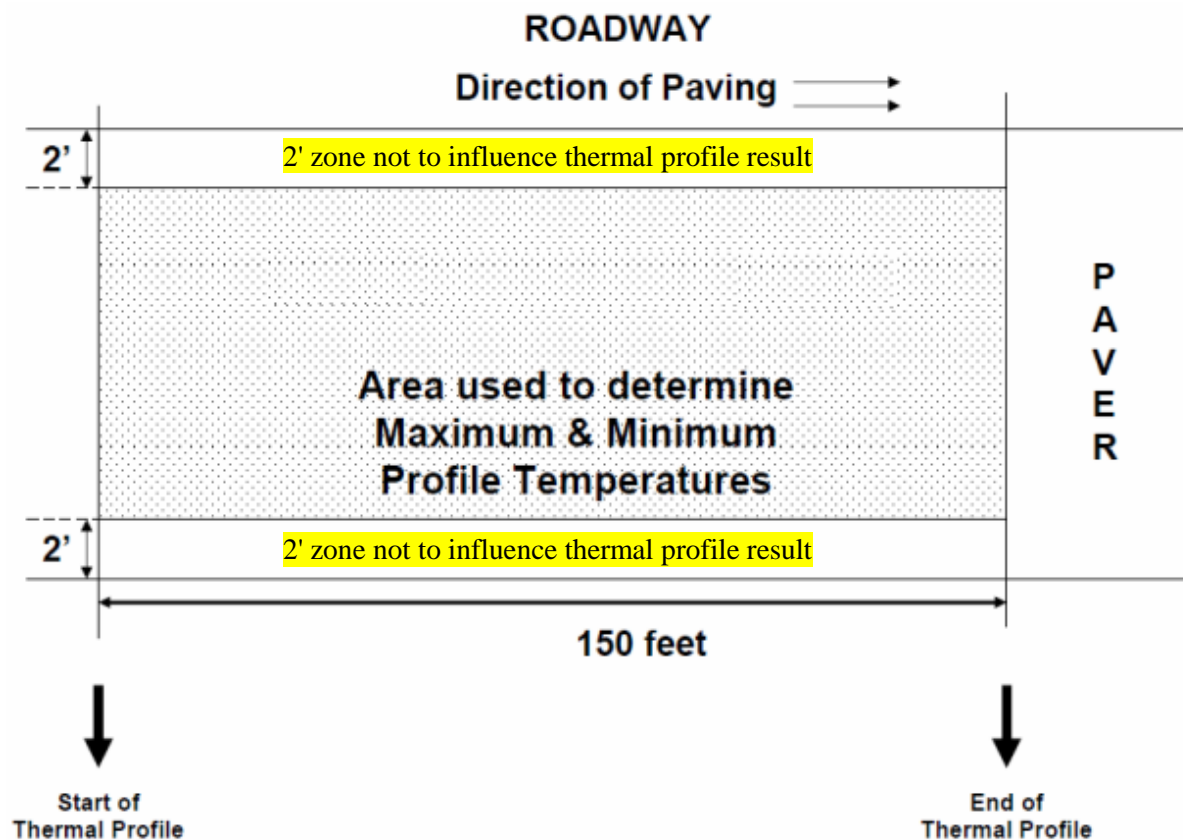 ROADWAY
Direction of Paving
2’
2' zone not to influence thermal profile result
Area used to determine
Maximum & Minimum
Profile Temperatures
P
A
V
E
R
2’
2' zone not to influence thermal profile result
150 feet
Start of
Thermal Profile
End of
Thermal Profile